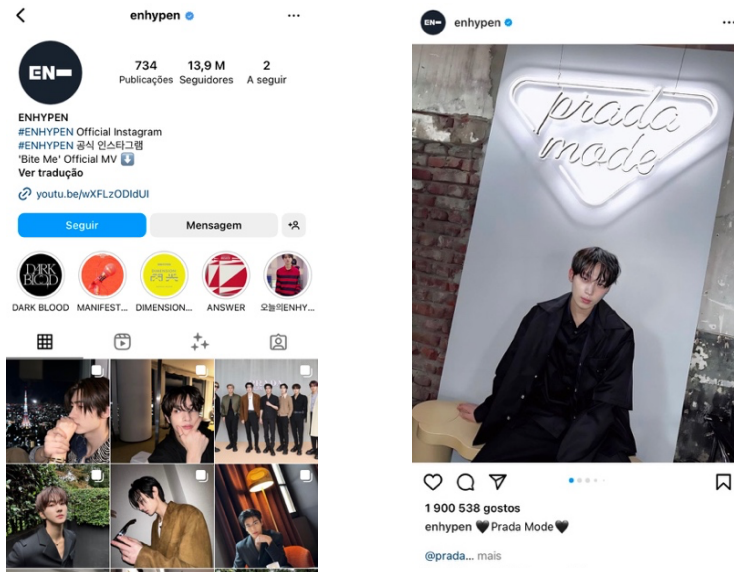 enhypen
EN-
734 13,9 M 2
Publicações Seguidores A seguir
ENHYPEN
#ENHYPEN Official Instagram
#ENHYPEN 공식 인스타그램
'Bite Me' Official MV ⬇️
Ver tradução
youtu.be/wXFLzODIdUI
Seguir Mensagem
DARK BLOOD
DARK BLOOD MANIFEST... DIMENSION... ANSWER 오늘의ENHY...
EN- enhypen
prada
mode
1 900 538 gostos
enhypen 🖤Prada Mode🖤
@prada... mais